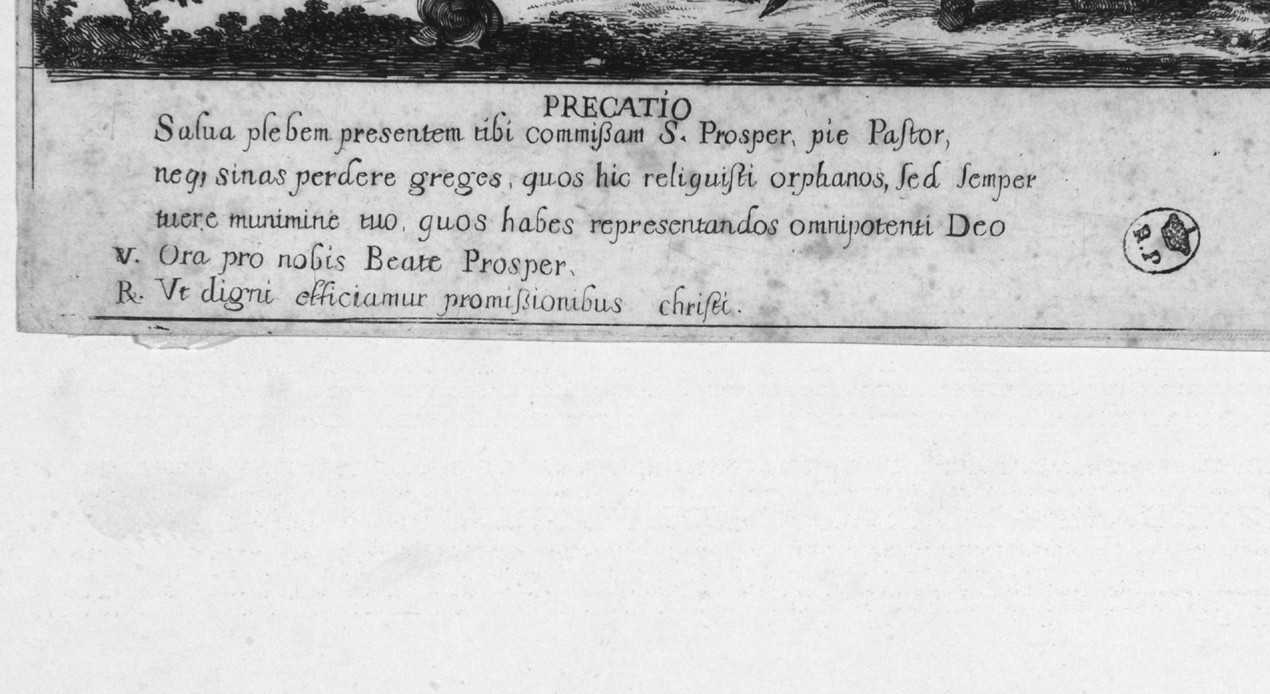 PRECATIO
Salua plebem presentem tibi commißam S. Prosper, pie Paſtor,
neq; sinas perdere greges, quos hic reliquiſti orphanos, ſed ſemper
tuere munimine tuo, quos habes representandos omnipotenti Deo
V. Ora pro nobis Beate Prosper,
R. Vt digni efficiamur promißionibus chriſti.
R. P.